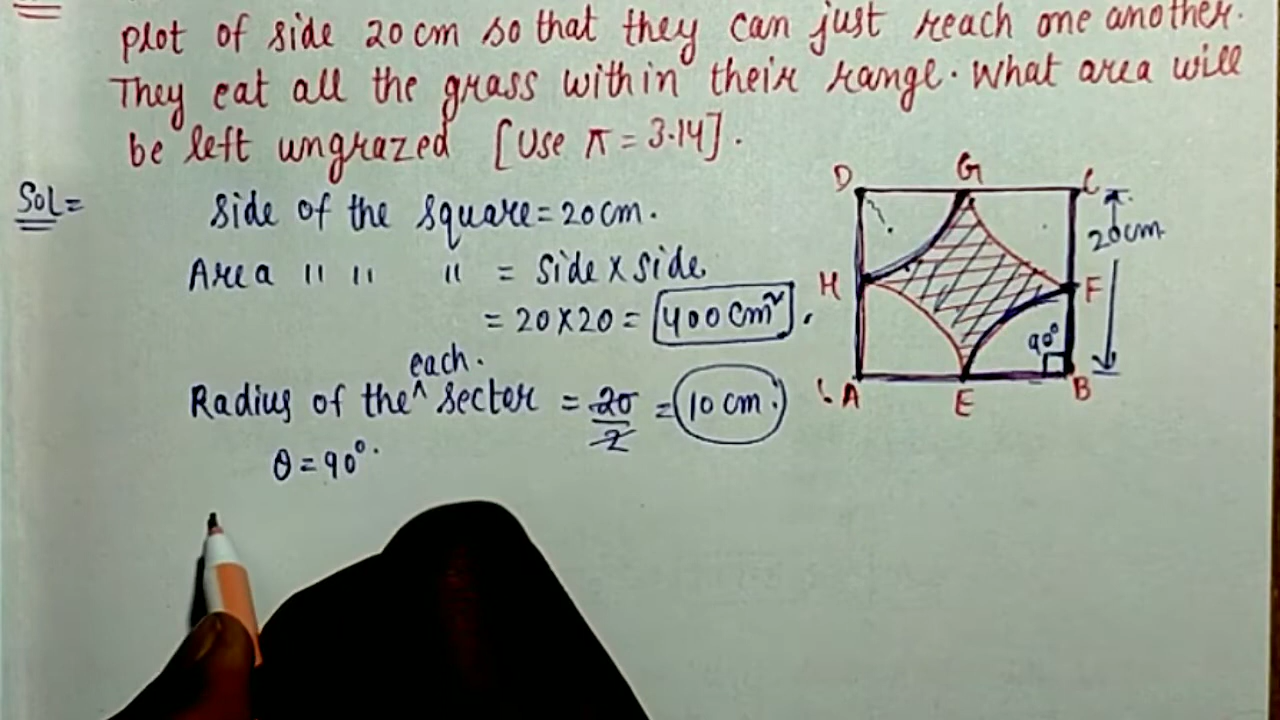 plot of side 20 cm so that they can just reach one another.
They eat all the grass within their range. What area will
be left ungrazed [Use π = 3.14].
Sol=
Side of the square = 20 cm.
Area " " " = Side × side
= 20 × 20 = 400 cm².
each.
Radius of the ^ sector = 20/2 = 10 cm.
θ = 90°.
D G C
20 cm
H F
90°
A E B